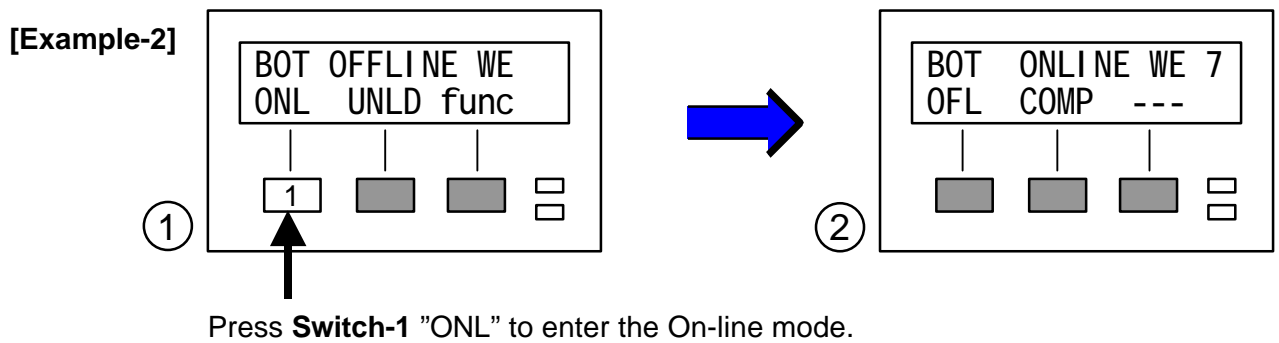 [Example-2]
BOT OFFLINE WE
ONL UNLD func
1
1
BOT ONLINE WE 7
OFL COMP ---
2
Press Switch-1 ”ONL” to enter the On-line mode.